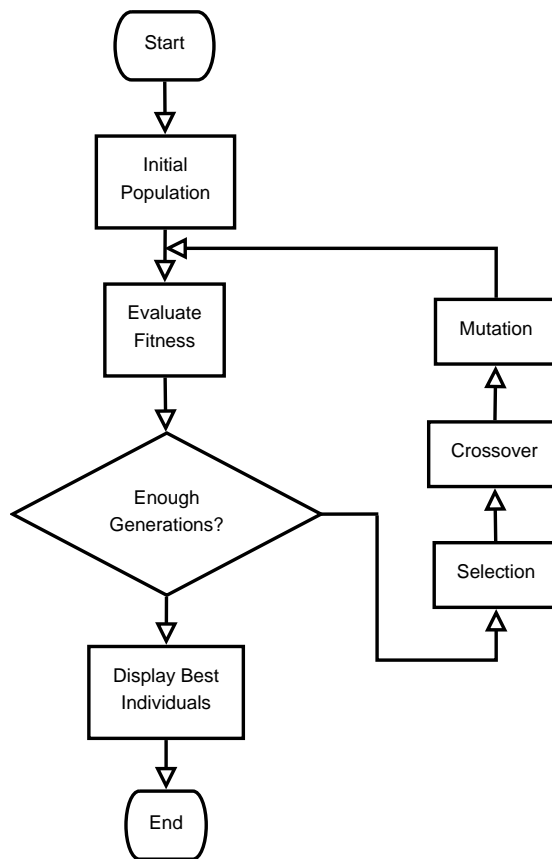 Start
Initial
Population
Evaluate
Fitness
Mutation
Crossover
Enough
Generations?
Selection
Display Best
Individuals
End